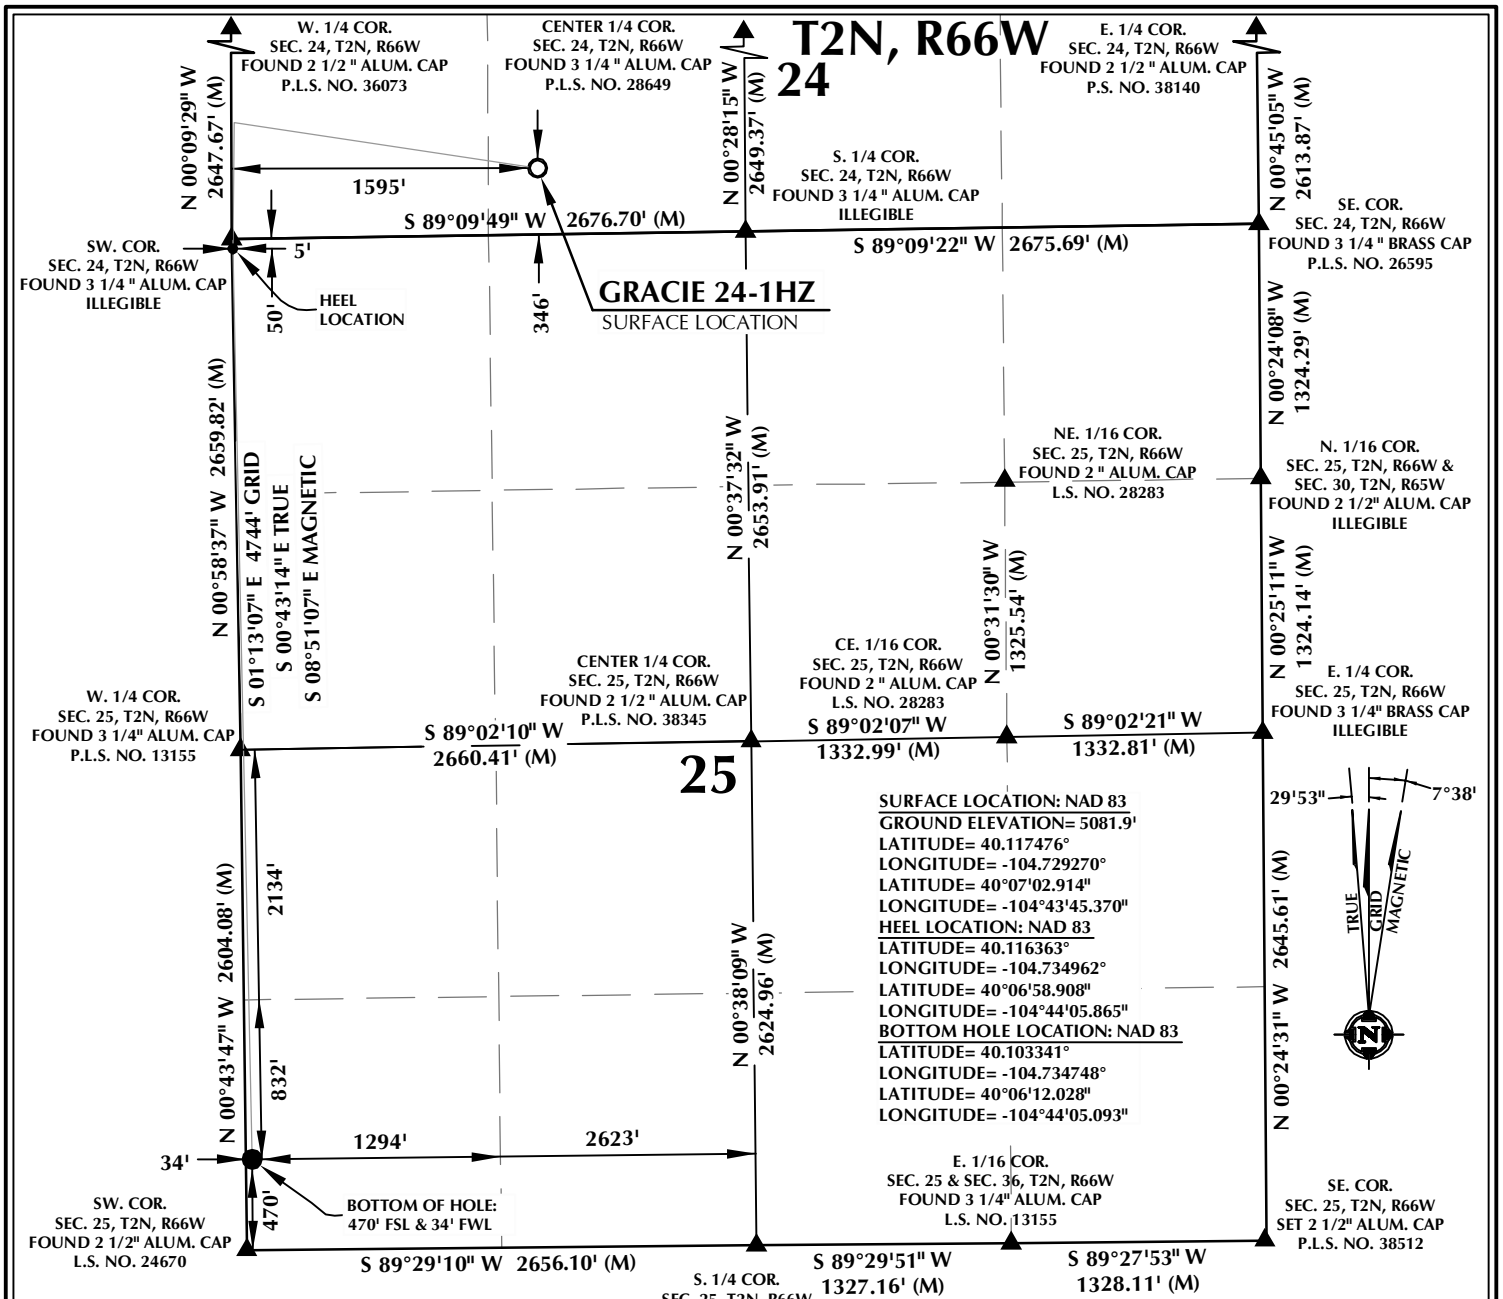 T2N, R66W
24
W. 1/4 COR.
SEC. 24, T2N, R66W
FOUND 2 1/2 " ALUM. CAP
P.L.S. NO. 36073
CENTER 1/4 COR.
SEC. 24, T2N, R66W
FOUND 3 1/4 " ALUM. CAP
P.L.S. NO. 28649
E. 1/4 COR.
SEC. 24, T2N, R66W
FOUND 2 1/2 " ALUM. CAP
P.S. NO. 38140
N 00°09'29" W
2647.67' (M)
N 00°28'15" W
2649.37' (M)
N 00°45'05" W
2613.87' (M)
1595'
S. 1/4 COR.
SEC. 24, T2N, R66W
FOUND 3 1/4 " ALUM. CAP
ILLEGIBLE
S 89°09'49" W 2676.70' (M)
S 89°09'22" W 2675.69' (M)
SE. COR.
SEC. 24, T2N, R66W
FOUND 3 1/4 " BRASS CAP
P.L.S. NO. 26595
SW. COR.
SEC. 24, T2N, R66W
FOUND 3 1/4 " ALUM. CAP
ILLEGIBLE
5'
50'
HEEL
LOCATION
346'
GRACIE 24-1HZ
SURFACE LOCATION
N 00°58'37" W 2659.82' (M)
S 01°13'07" E 4744' GRID
S 00°43'14" E TRUE
S 08°51'07" E MAGNETIC
N 00°37'32" W
2653.91' (M)
N 00°24'08" W
1324.29' (M)
NE. 1/16 COR.
SEC. 25, T2N, R66W
FOUND 2 " ALUM. CAP
L.S. NO. 28283
N. 1/16 COR.
SEC. 25, T2N, R66W &
SEC. 30, T2N, R65W
FOUND 2 1/2" ALUM. CAP
ILLEGIBLE
N 00°31'30" W
1325.54' (M)
N 00°25'11" W
1324.14' (M)
W. 1/4 COR.
SEC. 25, T2N, R66W
FOUND 3 1/4" ALUM. CAP
P.L.S. NO. 13155
CENTER 1/4 COR.
SEC. 25, T2N, R66W
FOUND 2 1/2 " ALUM. CAP
P.L.S. NO. 38345
CE. 1/16 COR.
SEC. 25, T2N, R66W
FOUND 2 " ALUM. CAP
L.S. NO. 28283
E. 1/4 COR.
SEC. 25, T2N, R66W
FOUND 3 1/4" BRASS CAP
ILLEGIBLE
S 89°02'10" W
2660.41' (M)
S 89°02'07" W
1332.99' (M)
S 89°02'21" W
1332.81' (M)
25
SURFACE LOCATION: NAD 83
GROUND ELEVATION= 5081.9'
LATITUDE= 40.117476°
LONGITUDE= -104.729270°
LATITUDE= 40°07'02.914"
LONGITUDE= -104°43'45.370"
HEEL LOCATION: NAD 83
LATITUDE= 40.116363°
LONGITUDE= -104.734962°
LATITUDE= 40°06'58.908"
LONGITUDE= -104°44'05.865"
BOTTOM HOLE LOCATION: NAD 83
LATITUDE= 40.103341°
LONGITUDE= -104.734748°
LATITUDE= 40°06'12.028"
LONGITUDE= -104°44'05.093"
29'53"
7°38'
TRUE
GRID
MAGNETIC
N
N 00°43'47" W 2604.08' (M)
2134'
832'
N 00°38'09" W
2624.96' (M)
N 00°24'31" W 2645.61' (M)
1294'
2623'
34'
470'
BOTTOM OF HOLE:
470' FSL & 34' FWL
SW. COR.
SEC. 25, T2N, R66W
FOUND 2 1/2" ALUM. CAP
L.S. NO. 24670
E. 1/16 COR.
SEC. 25 & SEC. 36, T2N, R66W
FOUND 3 1/4" ALUM. CAP
L.S. NO. 13155
SE. COR.
SEC. 25, T2N, R66W
SET 2 1/2" ALUM. CAP
P.L.S. NO. 38512
S 89°29'10" W 2656.10' (M)
S 89°29'51" W
1327.16' (M)
S 89°27'53" W
1328.11' (M)
S. 1/4 COR.
SEC. 25, T2N, R66W